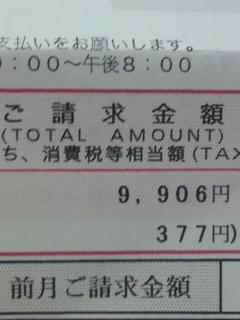 支払いをお願いします。
9:00～午後8:00
ご請求金額
(TOTAL AMOUNT)
ち、消費税等相当額(TAX
9,906円
377円)
前月ご請求金額